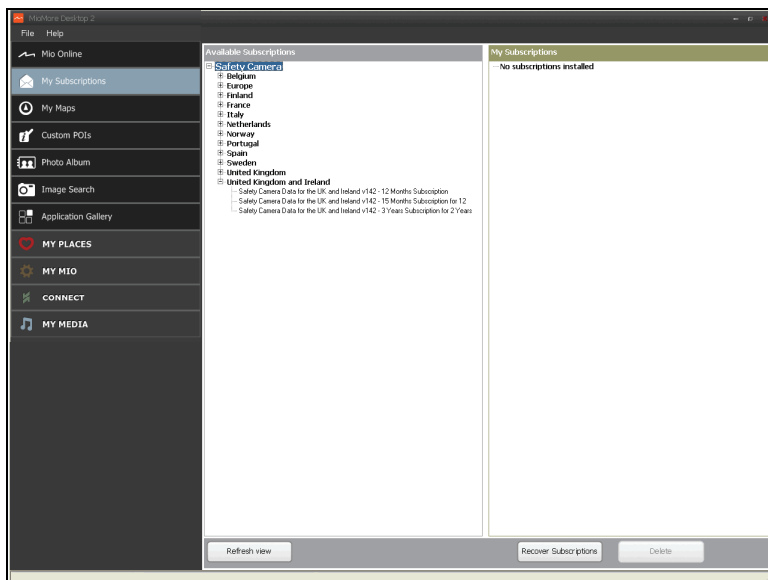 MioMore Desktop 2
File Help
Mio Online
My Subscriptions
My Maps
Custom POIs
Photo Album
Image Search
Application Gallery
MY PLACES
MY MIO
CONNECT
MY MEDIA
Available Subscriptions
Safety Camera
Belgium
Europe
Finland
France
Italy
Netherlands
Norway
Portugal
Spain
Sweden
United Kingdom
United Kingdom and Ireland
Safety Camera Data for the UK and Ireland v142 - 12 Months Subscription
Safety Camera Data for the UK and Ireland v142 - 15 Months Subscription for 12
Safety Camera Data for the UK and Ireland v142 - 3 Years Subscription for 2 Years
My Subscriptions
No subscriptions installed
Refresh view
Recover Subscriptions
Delete